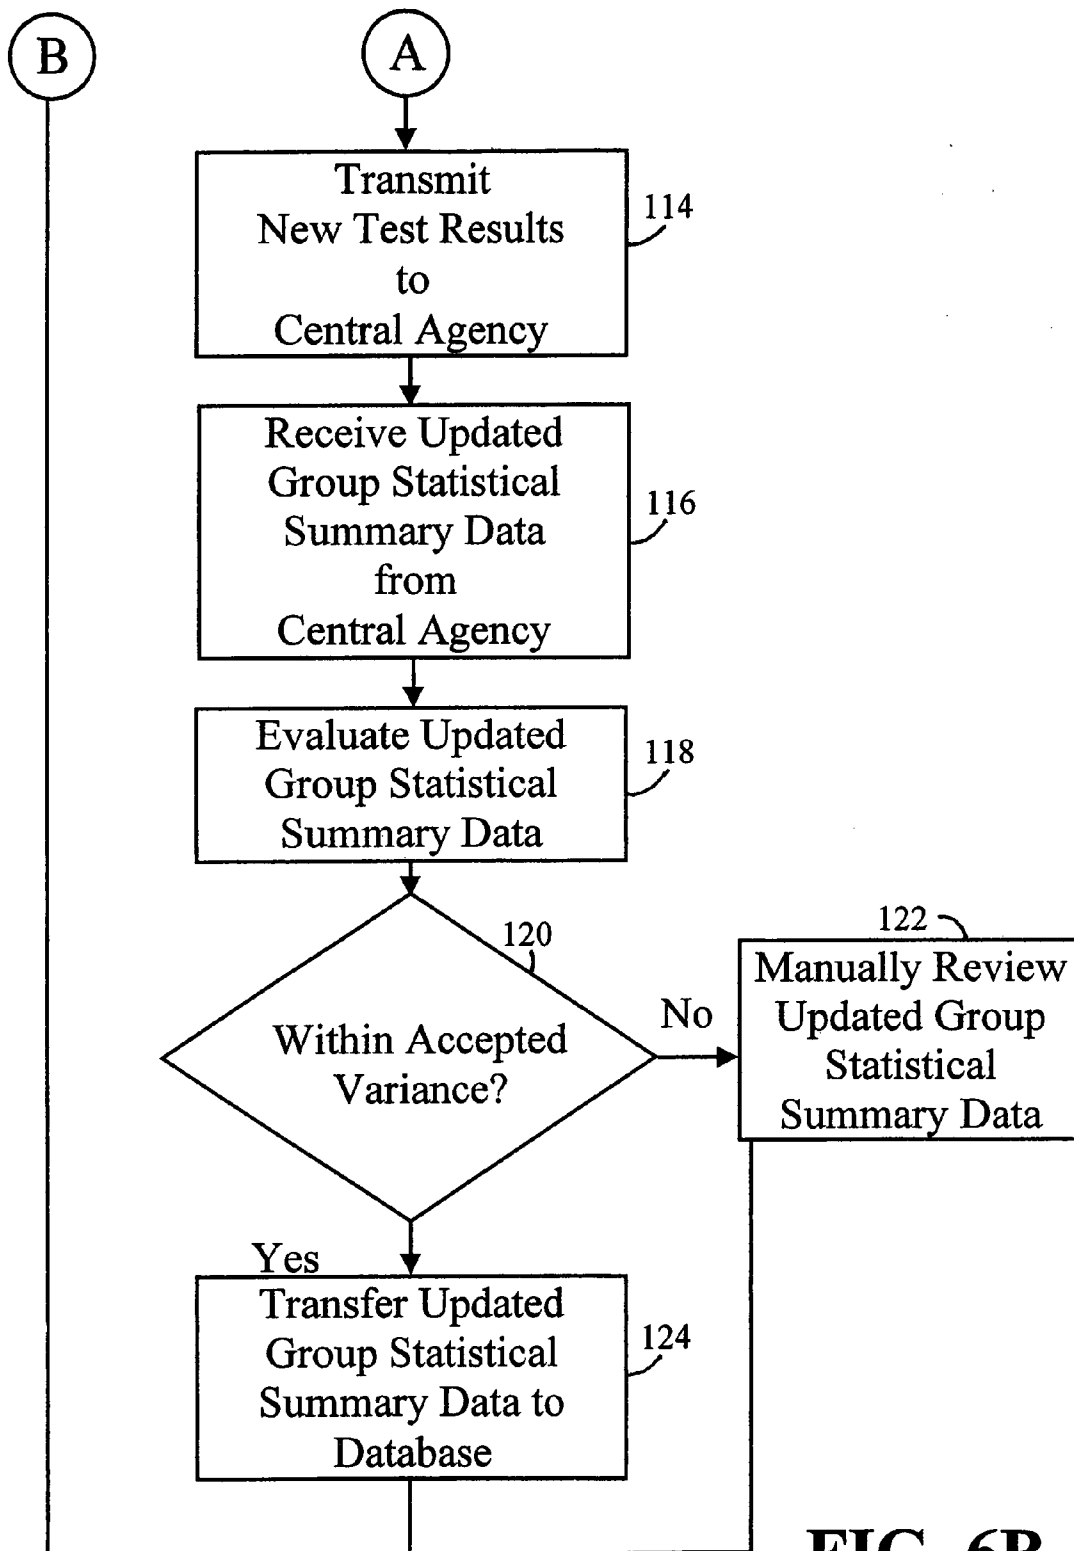 B
A
Transmit
New Test Results
to
Central Agency
114
Receive Updated
Group Statistical
Summary Data
from
Central Agency
116
Evaluate Updated
Group Statistical
Summary Data
118
120
Within Accepted
Variance?
No
122
Manually Review
Updated Group
Statistical
Summary Data
Yes
Transfer Updated
Group Statistical
Summary Data to
Database
124
FIG. 6B